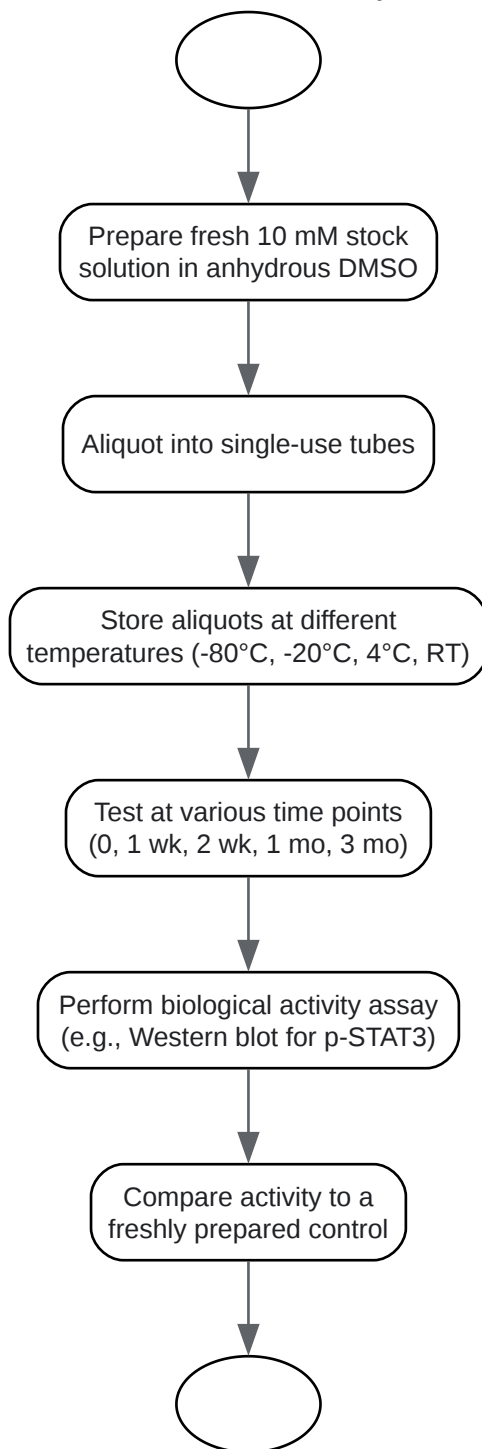 Prepare fresh 10 mM stock
solution in anhydrous DMSO
Aliquot into single-use tubes
Store aliquots at different
temperatures (-80°C, -20°C, 4°C, RT)
Test at various time points
(0, 1 wk, 2 wk, 1 mo, 3 mo)
Perform biological activity assay
(e.g., Western blot for p-STAT3)
Compare activity to a
freshly prepared control